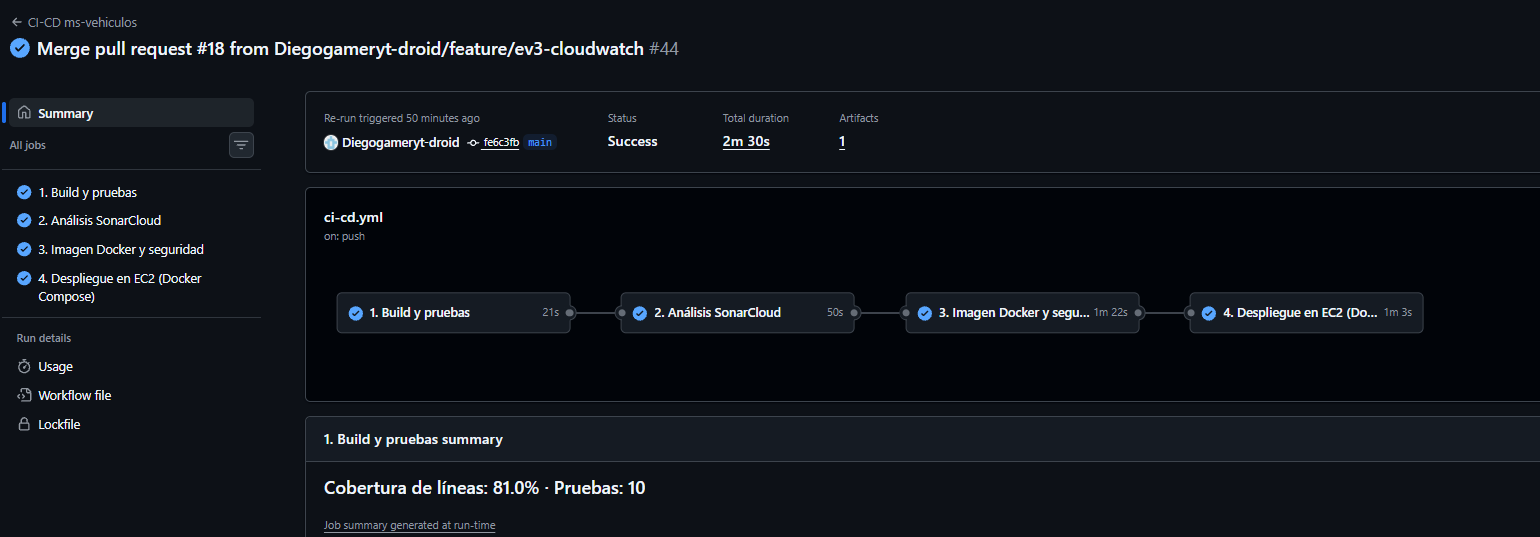 ← CI-CD ms-vehiculos
Merge pull request #18 from Diegogameryt-droid/feature/ev3-cloudwatch #44
Summary
All jobs
1. Build y pruebas
2. Análisis SonarCloud
3. Imagen Docker y seguridad
4. Despliegue en EC2 (Docker
Compose)
Run details
Usage
Workflow file
Lockfile
Re-run triggered 50 minutes ago
Diegogameryt-droid fe6c3fb main
Status
Success
Total duration
2m 30s
Artifacts
1
ci-cd.yml
on: push
1. Build y pruebas 21s
2. Análisis SonarCloud 50s
3. Imagen Docker y segu... 1m 22s
4. Despliegue en EC2 (Do... 1m 3s
1. Build y pruebas summary
Cobertura de líneas: 81.0% · Pruebas: 10
Job summary generated at run-time